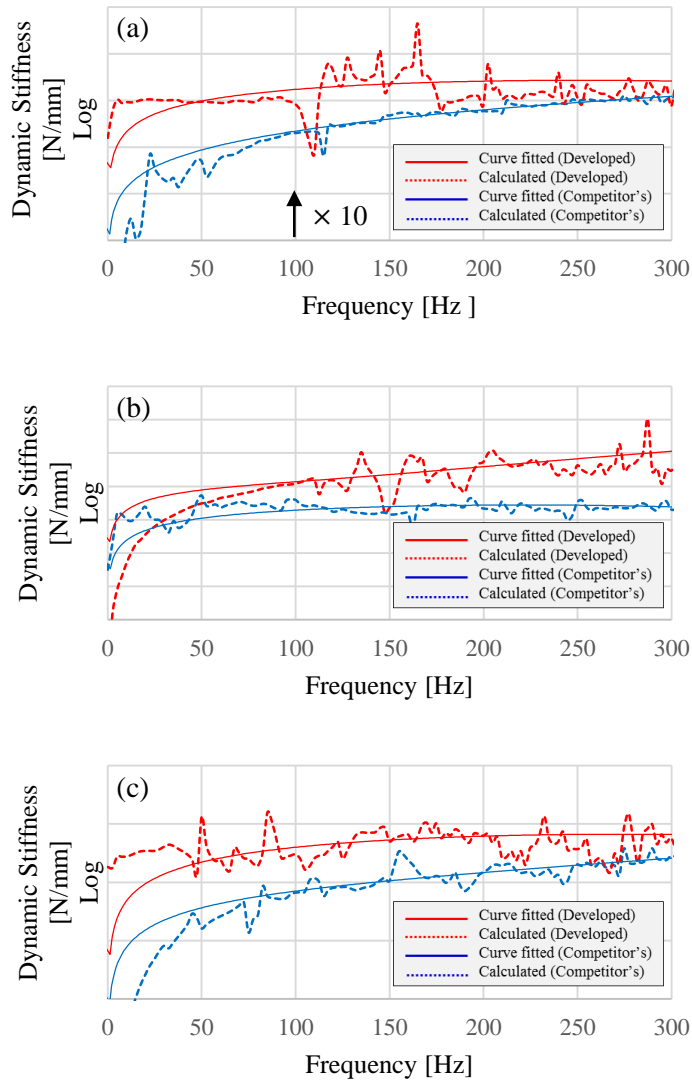 (a)
Dynamic Stiffness
[N/mm]
Log
Curve fitted (Developed)
Calculated (Developed)
Curve fitted (Competitor's)
Calculated (Competitor's)
× 10
0 50 100 150 200 250 300
Frequency [Hz ]
(b)
Dynamic Stiffness
[N/mm]
Log
Curve fitted (Developed)
Calculated (Developed)
Curve fitted (Competitor's)
Calculated (Competitor's)
0 50 100 150 200 250 300
Frequency [Hz]
(c)
Dynamic Stiffness
[N/mm]
Log
Curve fitted (Developed)
Calculated (Developed)
Curve fitted (Competitor's)
Calculated (Competitor's)
0 50 100 150 200 250 300
Frequency [Hz]